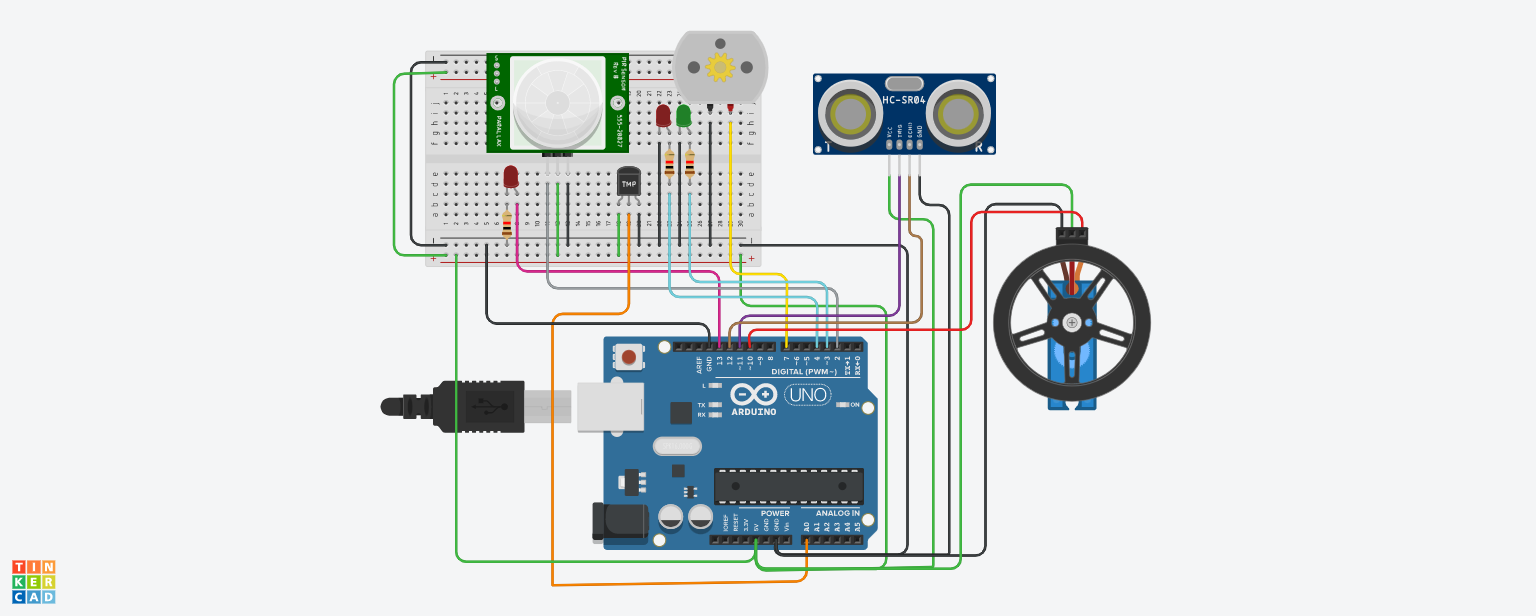 PIR Sensor
Rev B
PARALLAX
555-28027
HC-SR04
VCC
TRIG
ECHO
GND
T
R
TMP
AREF
GND
13
12
~11
~10
~9
8
7
~6
~5
4
~3
2
TX→1
RX←0
DIGITAL (PWM~)
L
TX
RX
ARDUINO
UNO
ON
POWER
ANALOG IN
IOREF
RESET
3.3V
5V
GND
GND
Vin
A0
A1
A2
A3
A4
A5
TIN
KER
CAD